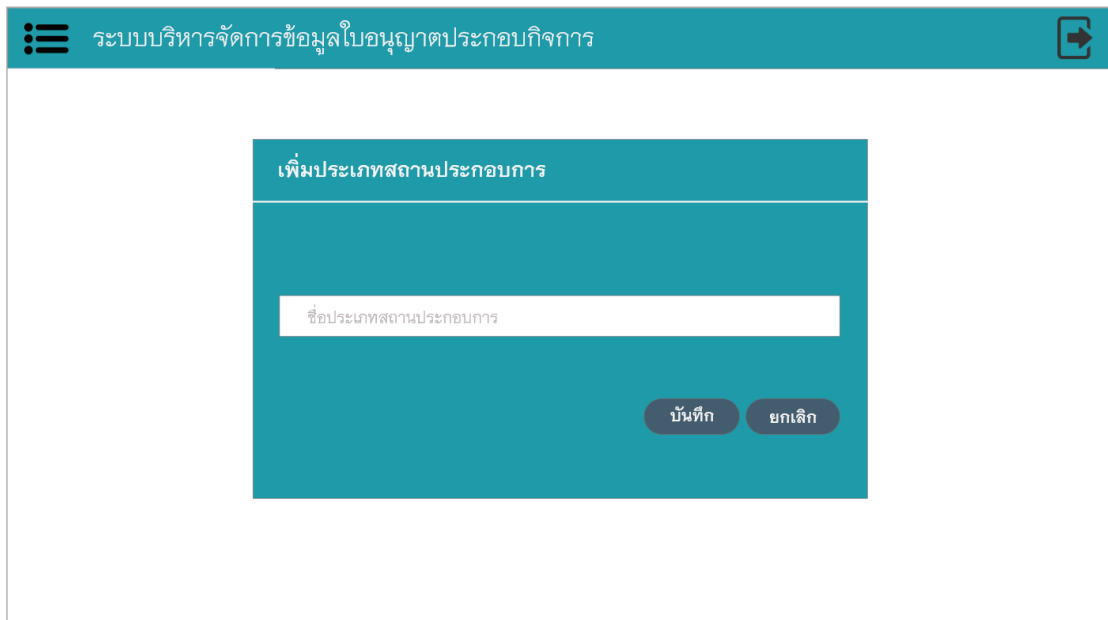 ระบบบริหารจัดการข้อมูลใบอนุญาตประกอบกิจการ
เพิ่มประเภทสถานประกอบการ
ชื่อประเภทสถานประกอบการ
บันทึก ยกเลิก